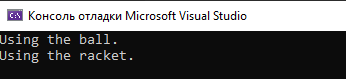 Консоль отладки Microsoft Visual Studio
Using the ball.
Using the racket.